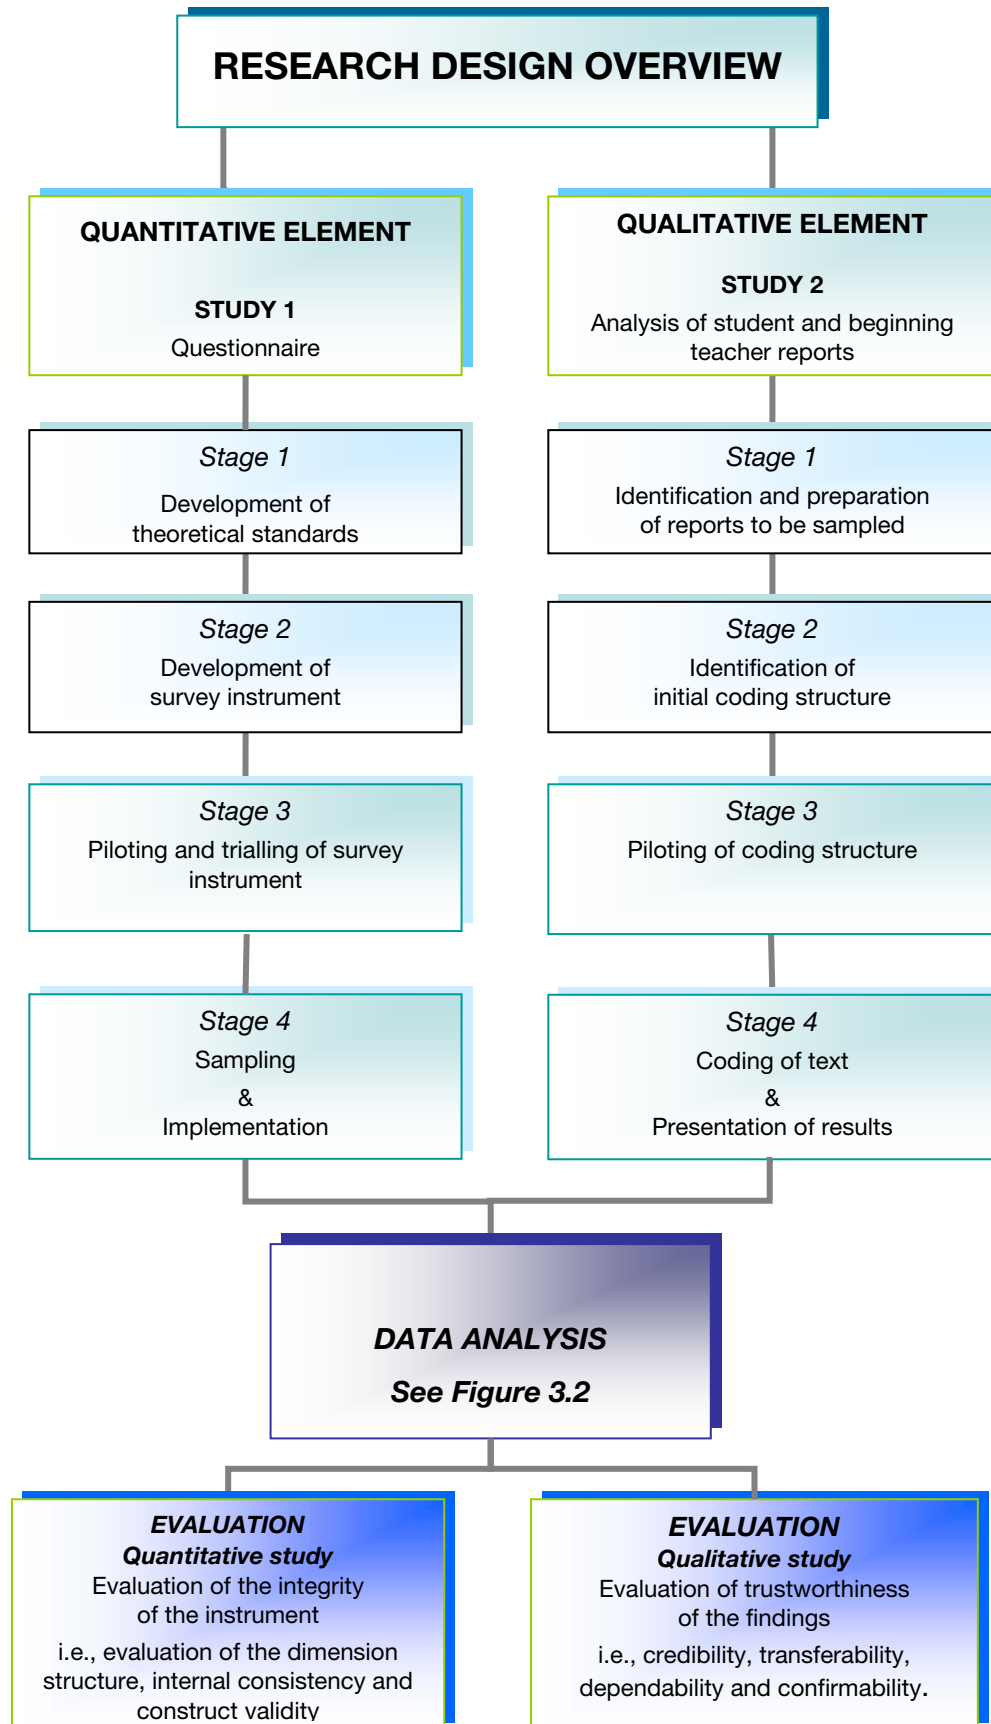 RESEARCH DESIGN OVERVIEW
QUANTITATIVE ELEMENT
STUDY 1
Questionnaire
QUALITATIVE ELEMENT
STUDY 2
Analysis of student and beginning
teacher reports
Stage 1
Development of
theoretical standards
Stage 1
Identification and preparation
of reports to be sampled
Stage 2
Development of
survey instrument
Stage 2
Identification of
initial coding structure
Stage 3
Piloting and trialling of survey
instrument
Stage 3
Piloting of coding structure
Stage 4
Sampling
&
Implementation
Stage 4
Coding of text
&
Presentation of results
DATA ANALYSIS
See Figure 3.2
EVALUATION
Quantitative study
Evaluation of the integrity
of the instrument
i.e., evaluation of the dimension
structure, internal consistency and
construct validity
EVALUATION
Qualitative study
Evaluation of trustworthiness
of the findings
i.e., credibility, transferability,
dependability and confirmability.